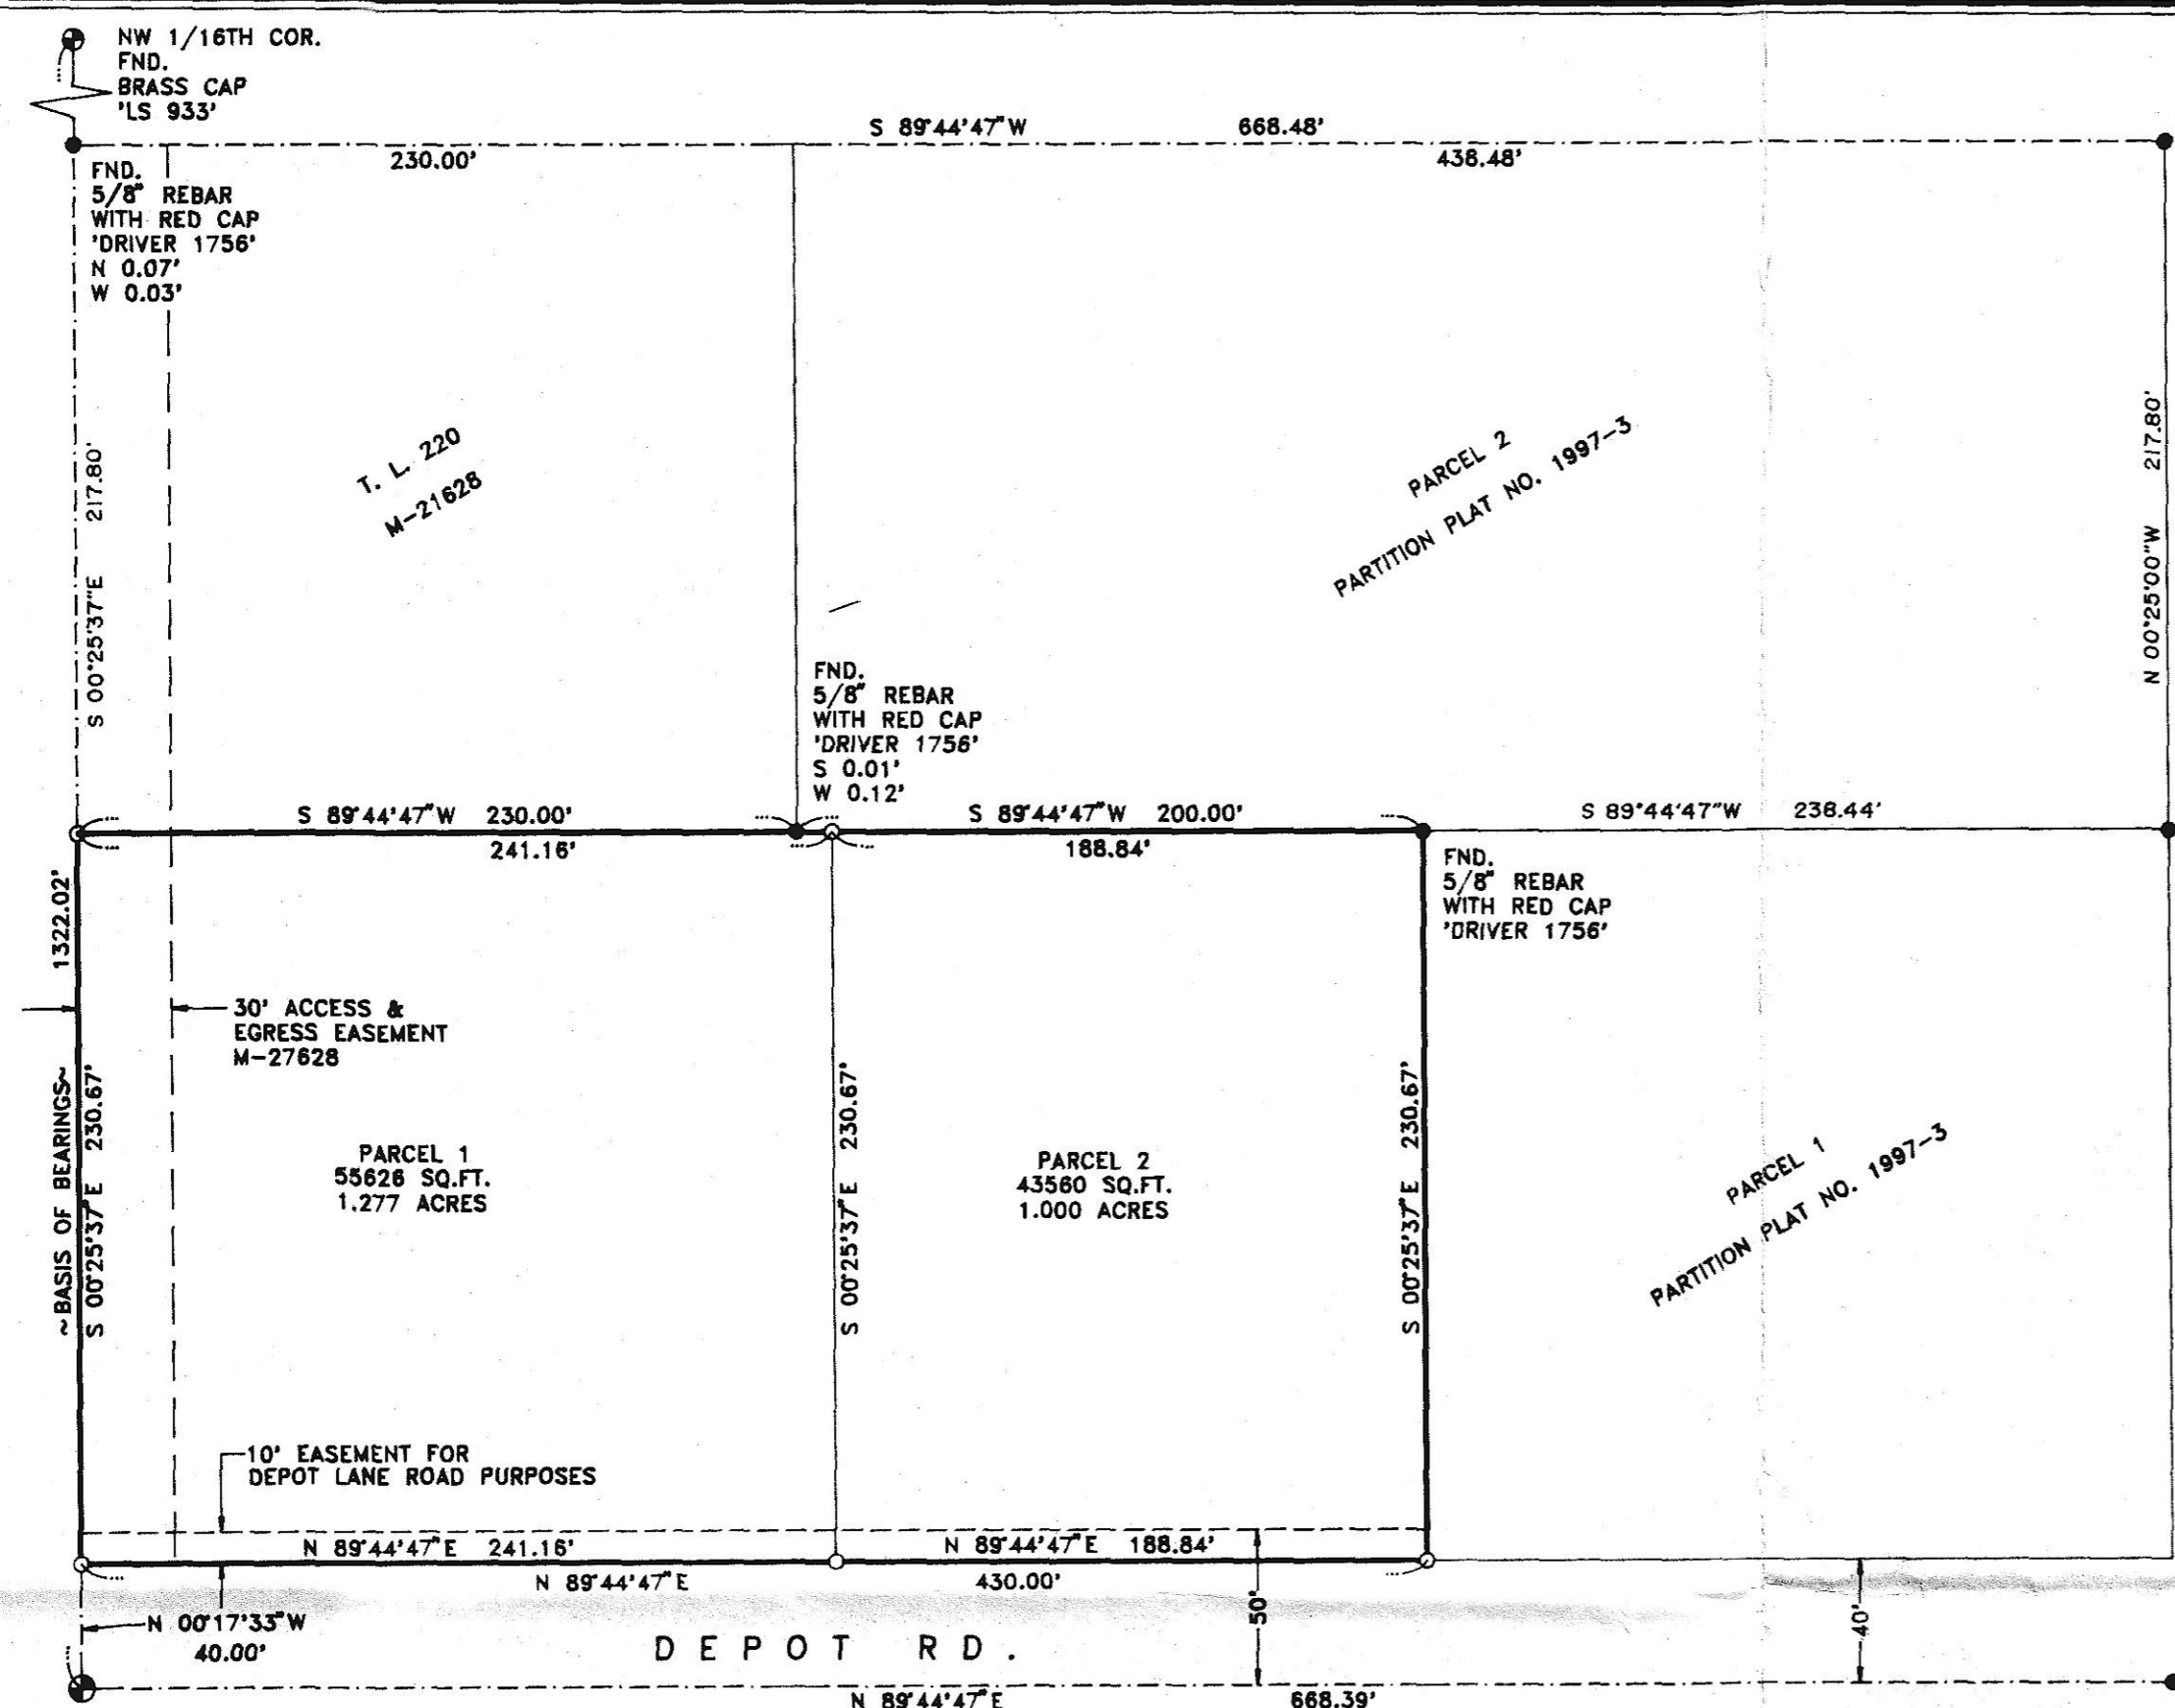 NW 1/16TH COR.
FND.
BRASS CAP
'LS 933'
S 89°44'47"W 668.48'
230.00'
438.48'
FND.
5/8" REBAR
WITH RED CAP
'DRIVER 1756'
N 0.07'
W 0.03'
S 00°25'37"E 217.80'
T. L. 220
M-21628
PARCEL 2
PARTITION PLAT NO. 1997-3
N 00°25'00"W 217.80'
FND.
5/8" REBAR
WITH RED CAP
'DRIVER 1756'
S 0.01'
W 0.12'
S 89°44'47"W 230.00'
241.16'
S 89°44'47"W 200.00'
188.84'
S 89°44'47"W 238.44'
FND.
5/8" REBAR
WITH RED CAP
'DRIVER 1756'
1322.02'
~BASIS OF BEARINGS~
S 00°25'37"E 230.67'
30' ACCESS &
EGRESS EASEMENT
M-27628
PARCEL 1
55626 SQ.FT.
1.277 ACRES
S 00°25'37"E 230.67'
PARCEL 2
43560 SQ.FT.
1.000 ACRES
S 00°25'37"E 230.67'
PARCEL 1
PARTITION PLAT NO. 1997-3
10' EASEMENT FOR
DEPOT LANE ROAD PURPOSES
N 89°44'47"E 241.16'
N 89°44'47"E 188.84'
N 89°44'47"E 430.00'
N 00°17'33"W
40.00'
DEPOT RD.
50'
40'
N 89°44'47"E 668.39'